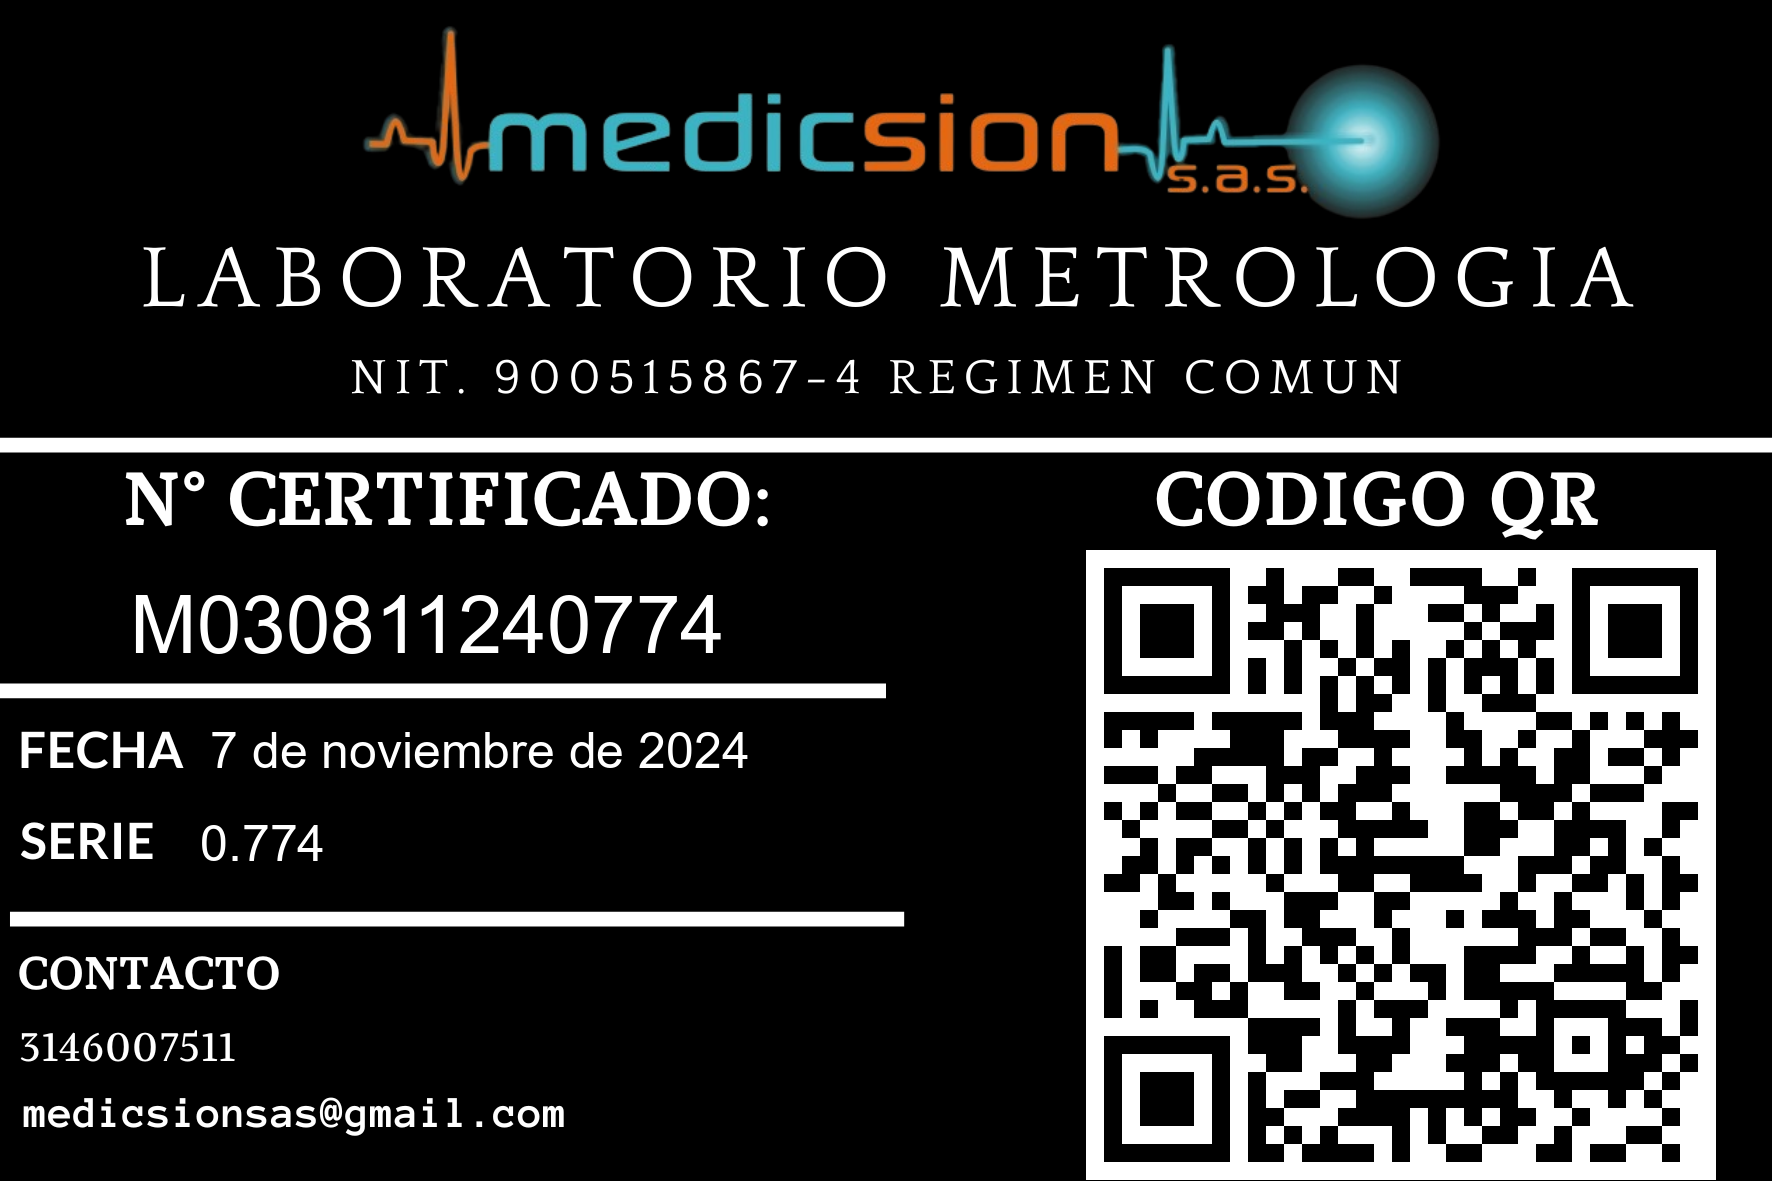 medicsion
s.a.s.
LABORATORIO METROLOGIA
NIT. 900515867-4 REGIMEN COMUN
N° CERTIFICADO:
M030811240774
FECHA 7 de noviembre de 2024
SERIE 0.774
CONTACTO
3146007511
medicsionsas@gmail.com
CODIGO QR